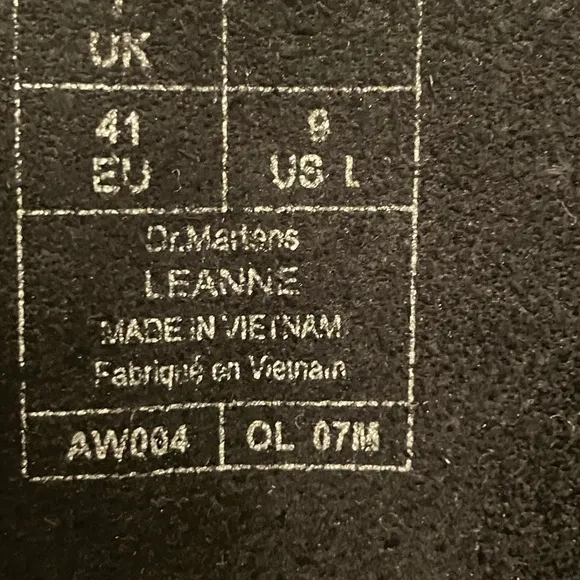 UK
41 9
EU US L
Dr.Martens
LEANNE
MADE IN VIETNAM
Fabriqué en Vietnam
AW004 OL 07M